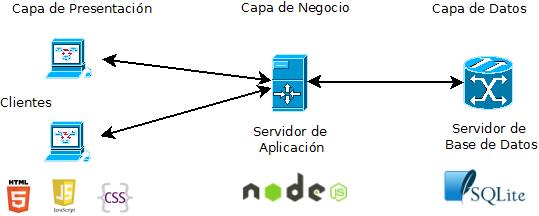 Capa de Presentación
Capa de Negocio
Capa de Datos
Clientes
Servidor de
Aplicación
Servidor de
Base de Datos
HTML
5
JavaScript
JS
CSS
node
JS
SQLite